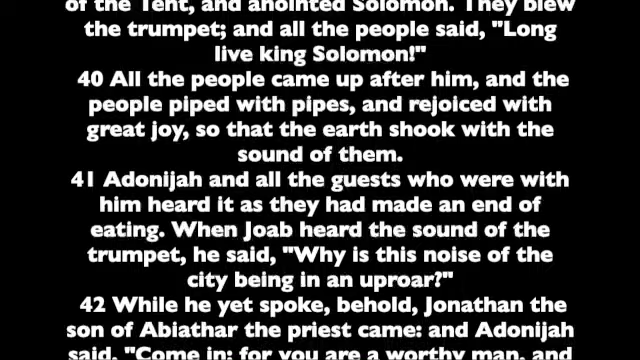 of the Tent, and anointed Solomon. They blew
the trumpet; and all the people said, "Long
live king Solomon!"
40 All the people came up after him, and the
people piped with pipes, and rejoiced with
great joy, so that the earth shook with the
sound of them.
41 Adonijah and all the guests who were with
him heard it as they had made an end of
eating. When Joab heard the sound of the
trumpet, he said, "Why is this noise of the
city being in an uproar?"
42 While he yet spoke, behold, Jonathan the
son of Abiathar the priest came: and Adonijah
said, "Come in; for you are a worthy man, and